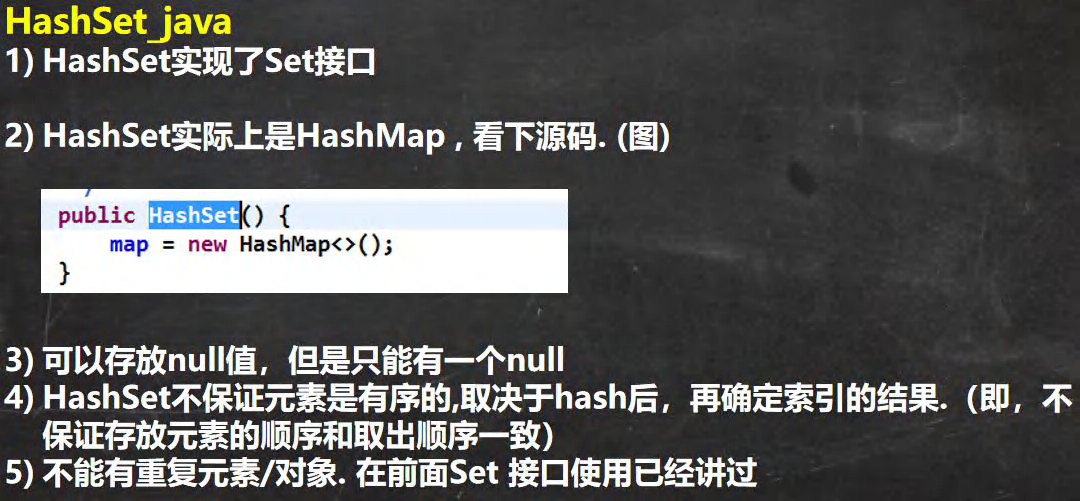 HashSet_java
1) HashSet实现了Set接口
2) HashSet实际上是HashMap , 看下源码. (图)
public HashSet() {
map = new HashMap<>();
}
3) 可以存放null值，但是只能有一个null
4) HashSet不保证元素是有序的,取决于hash后，再确定索引的结果.（即，不
保证存放元素的顺序和取出顺序一致）
5) 不能有重复元素/对象. 在前面Set 接口使用已经讲过